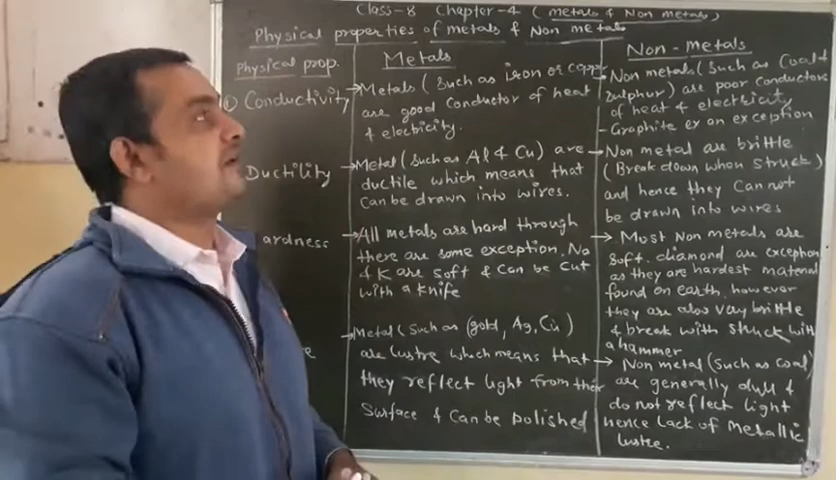 Class-8 Chapter-4 (metals & Non metals)
Physical properties of metals & Non metals
Physical prop.
① Conductivity
Ductility
ardness
re
Metals
→ Metals (Such as iron or copper
are good conductor of heat
& electricity.
→ Metal (such as Al & Cu) are
ductile which means that
can be drawn into wires.
→ All metals are hard through
there are some exception. Na
& K are soft & can be cut
with a knife
→ Metal (Such as (gold, Ag, Cu)
are lustre which means that
they reflect light from their
Surface & Can be polished
Non-Metals
→ Non metals (such as Coal &
Sulphur) are poor conductors
of heat & electricity
- Graphite ex an exception
→ Non metal are brittle
(Break down when struck)
and hence they can not
be drawn into wires
→ Most Non metals are
soft. diamond are exception
as they are hardest material
found on earth. however
they are also very brittle
& break with struck with
a hammer
→ Non metal (such as coal)
are generally dull &
do not reflect light
hence Lack of metallic
lustre.